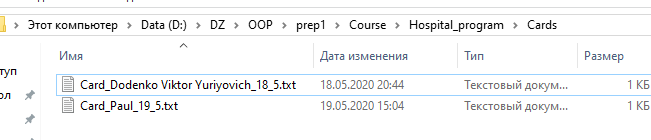 Этот компьютер > Data (D:) > DZ > OOP > prep1 > Course > Hospital_program > Cards
Имя Дата изменения Тип Размер
ступ Card_Dodenko Viktor Yuriyovich_18_5.txt 18.05.2020 20:44 Текстовый докум... 1 КБ
ол Card_Paul_19_5.txt 19.05.2020 15:04 Текстовый докум... 1 КБ